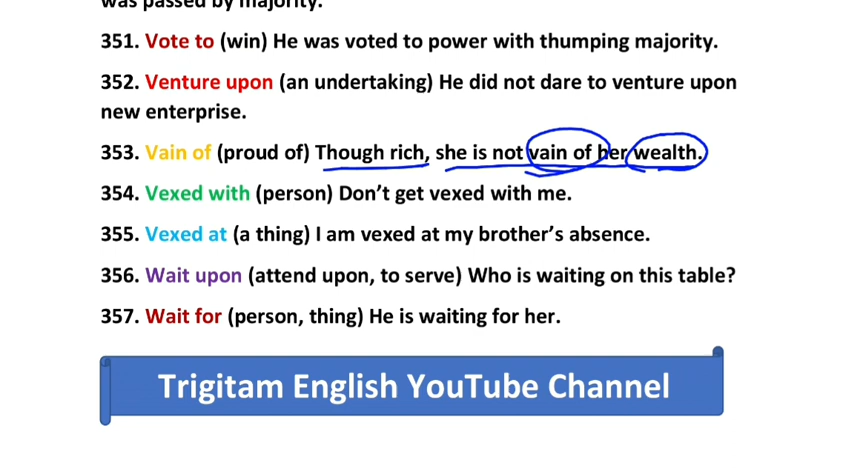 was passed by majority.
351. Vote to (win) He was voted to power with thumping majority.
352. Venture upon (an undertaking) He did not dare to venture upon
new enterprise.
353. Vain of (proud of) Though rich, she is not vain of her wealth.
354. Vexed with (person) Don’t get vexed with me.
355. Vexed at (a thing) I am vexed at my brother’s absence.
356. Wait upon (attend upon, to serve) Who is waiting on this table?
357. Wait for (person, thing) He is waiting for her.
Trigitam English YouTube Channel